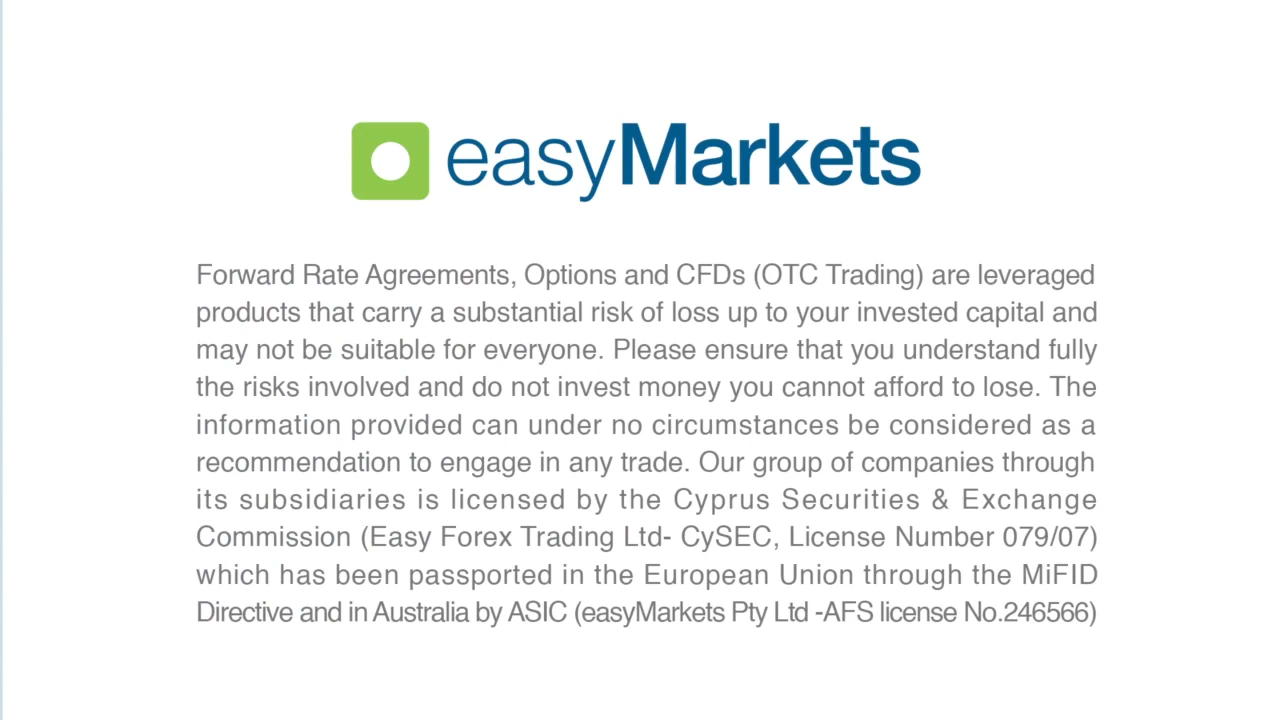 easyMarkets
Forward Rate Agreements, Options and CFDs (OTC Trading) are leveraged
products that carry a substantial risk of loss up to your invested capital and
may not be suitable for everyone. Please ensure that you understand fully
the risks involved and do not invest money you cannot afford to lose. The
information provided can under no circumstances be considered as a
recommendation to engage in any trade. Our group of companies through
its subsidiaries is licensed by the Cyprus Securities & Exchange
Commission (Easy Forex Trading Ltd- CySEC, License Number 079/07)
which has been passported in the European Union through the MiFID
Directive and in Australia by ASIC (easyMarkets Pty Ltd -AFS license No.246566)